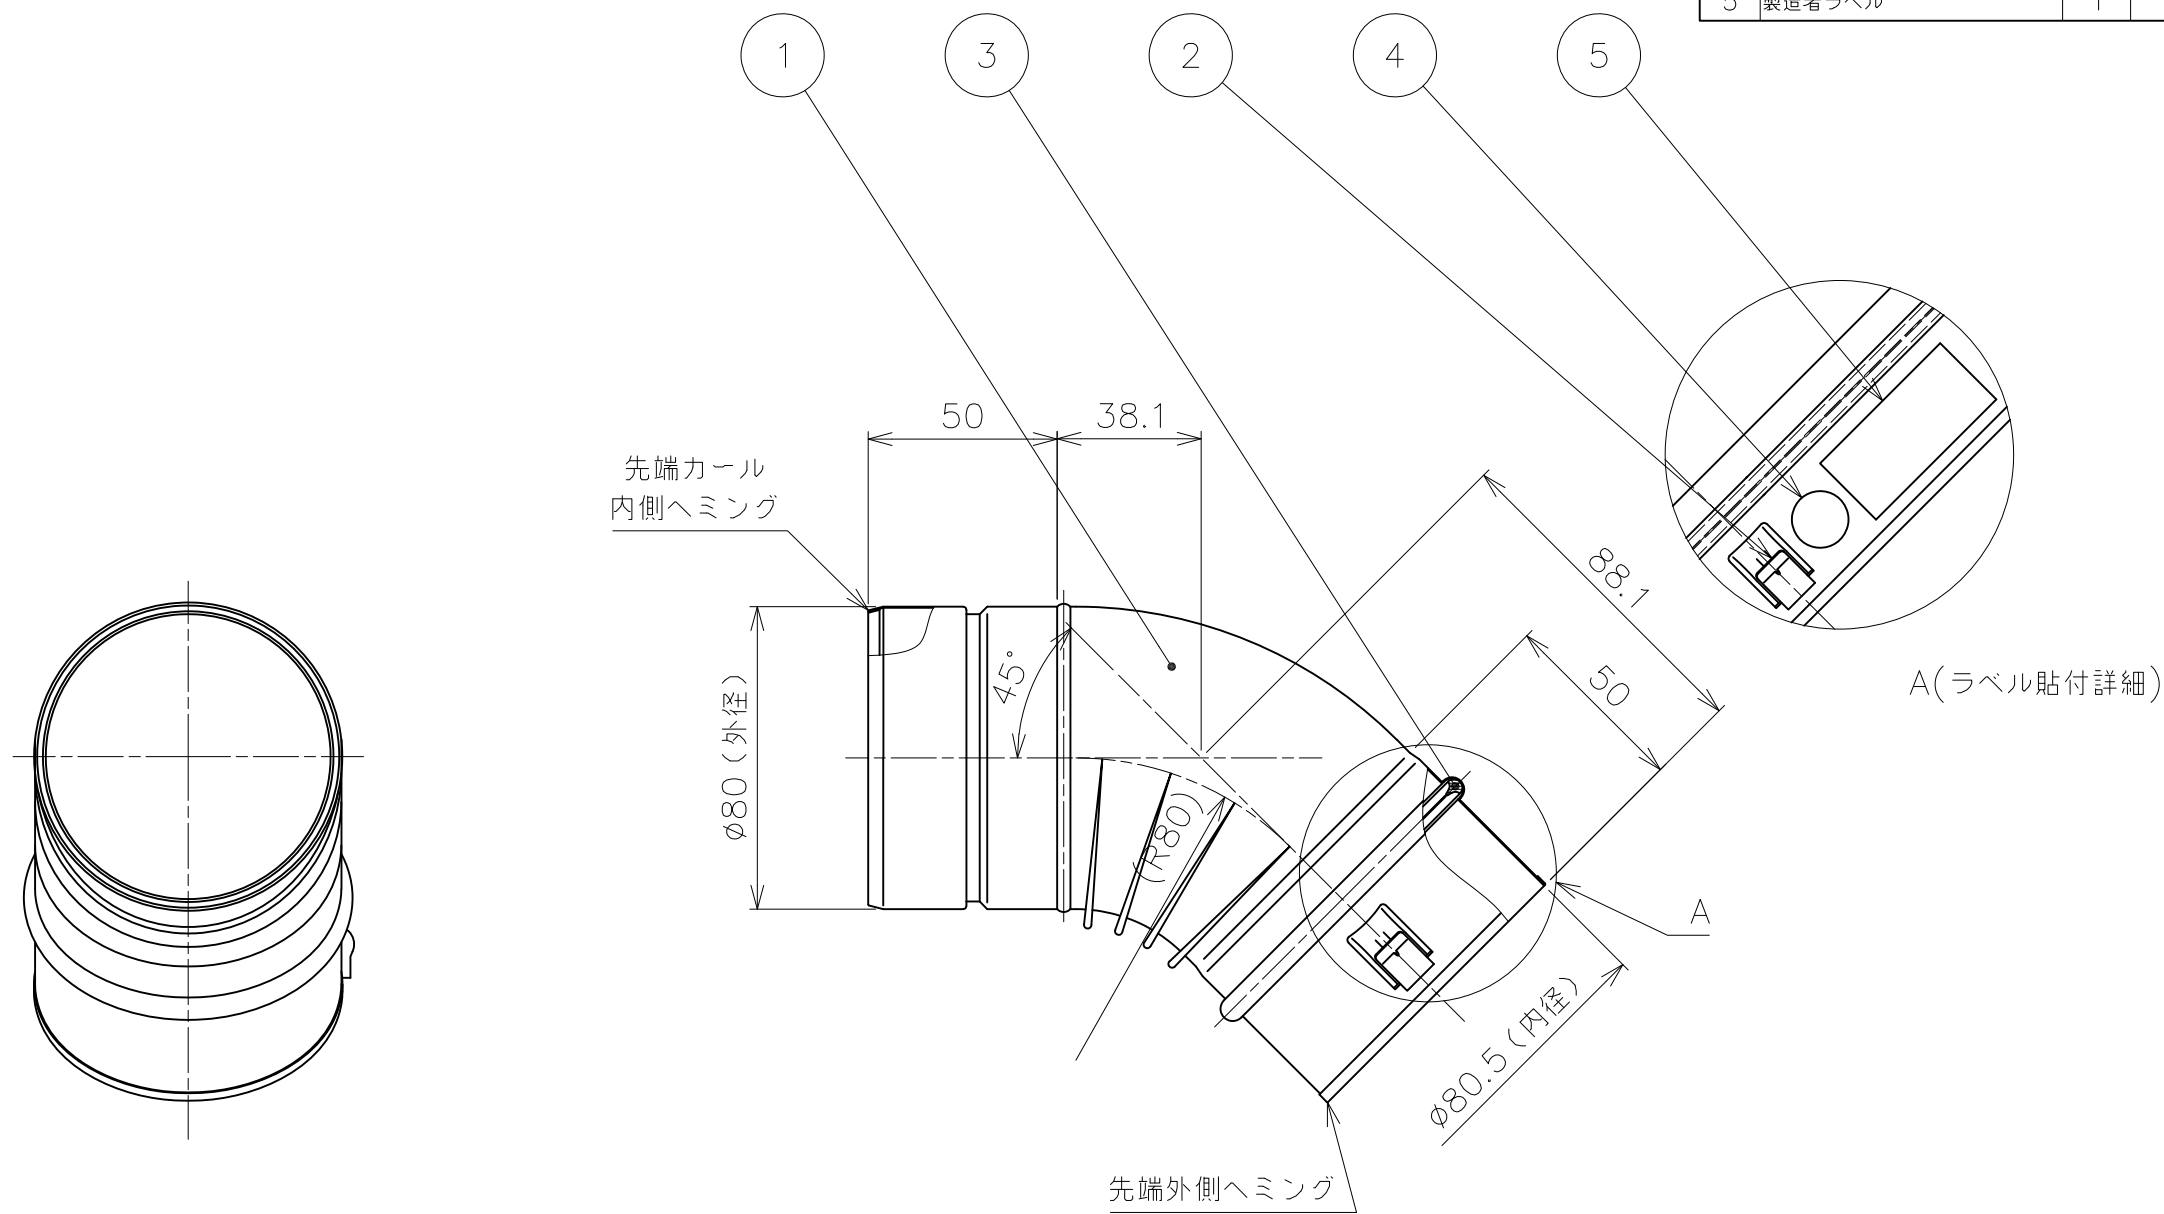 5 製造者ラベル 1
1 3 2 4 5
50 38.1
先端カール
内側ヘミング
88.1
50
45°
A(ラベル貼付詳細)
φ80(外径)
(R80)
A
φ80.5(内径)
先端外側ヘミング